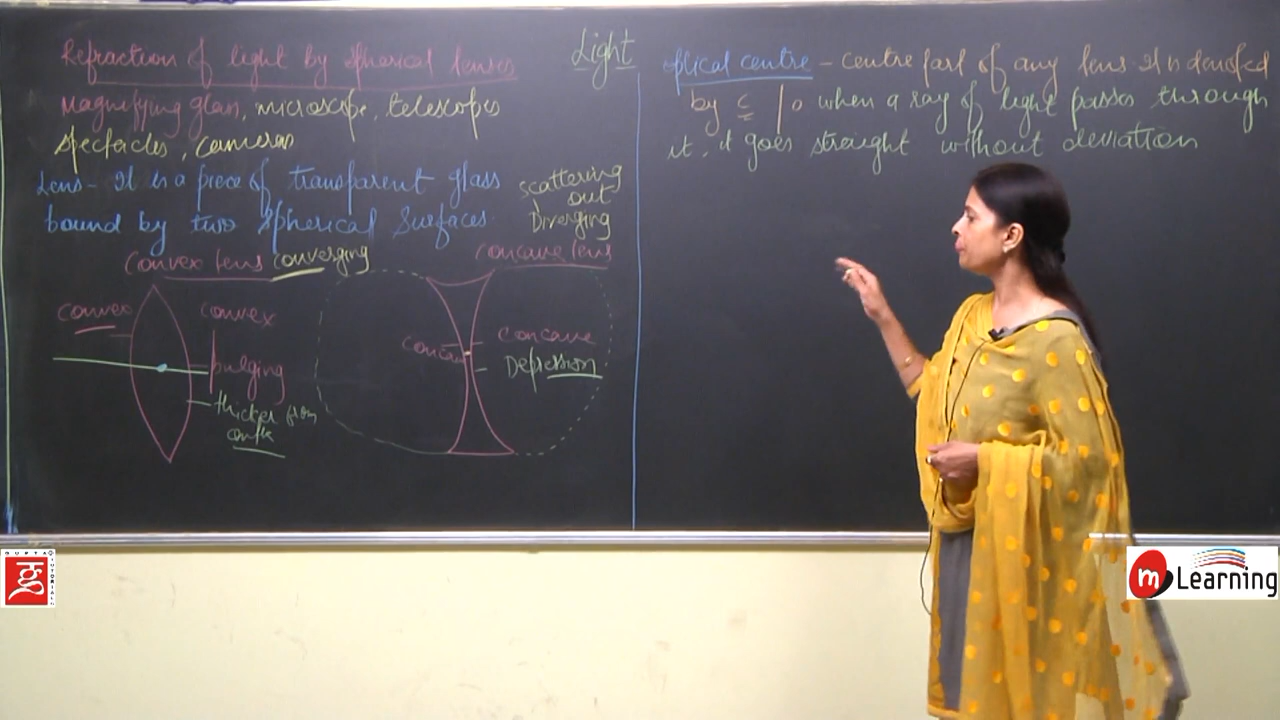 Light
Refraction of light by spherical lenses
Magnifying glass, microscope, telescopes
spectacles, cameras
Lens - It is a piece of transparent glass
bound by two spherical surfaces.
scattering
out
Diverging
Convex lens converging
concave lens
convex
convex
bulging
thicker from
concave
Depression
optical centre - centre part of any lens It is denoted
by c / o when a ray of light passes through
it, it goes straight without deviation
GUPTA TUTORIALS
m Learning